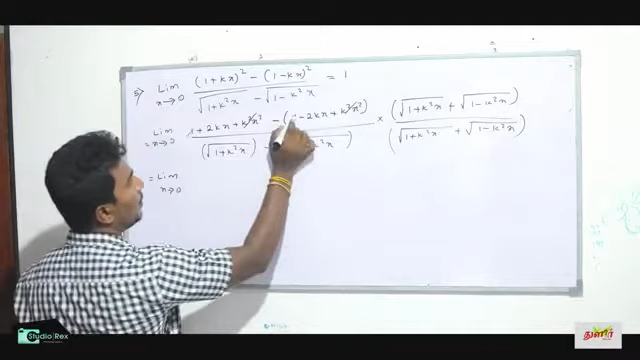 5) Lim x→0 (1+kx)² − (1−kx)² / √1+k²x − √1−k²x = 1
Lim = x→0 1+2kx+k²x² − (1−2kx+k²x²) / (√1+k²x) − k²x) × (√1+k²x + √1−k²x) / (√1+k²x + √1−k²x)
= Lim x→0
Studio Rex
துளிர்